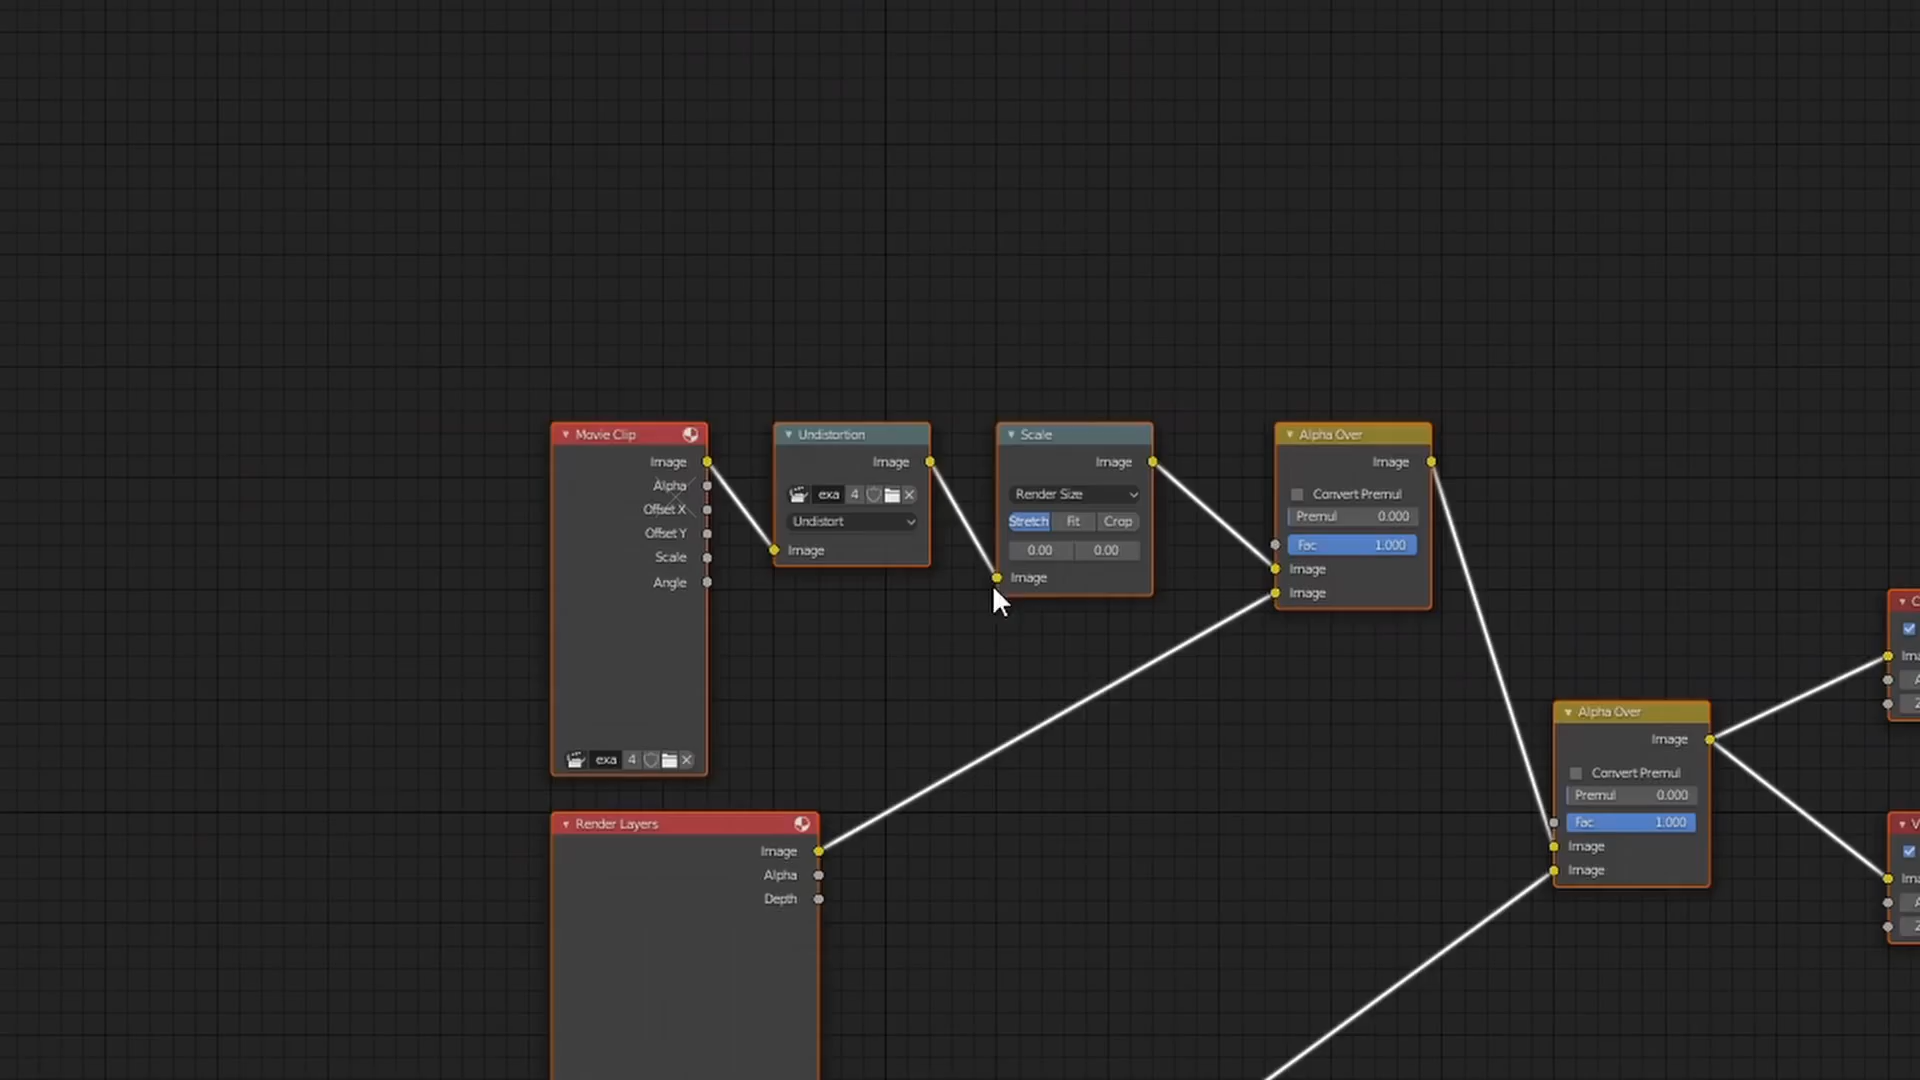 Movie Clip
Image
Alpha
Offset X
Offset Y
Scale
Angle
exa 4
Undistortion
Image
exa 4
Undistort
Image
Scale
Image
Render Size
Stretch Fit Crop
0.00 0.00
Image
Alpha Over
Image
Convert Premul
Premul 0.000
Fac 1.000
Image
Image
Render Layers
Image
Alpha
Depth
Alpha Over
Image
Convert Premul
Premul 0.000
Fac 1.000
Image
Image
C
Ima
V
Ima